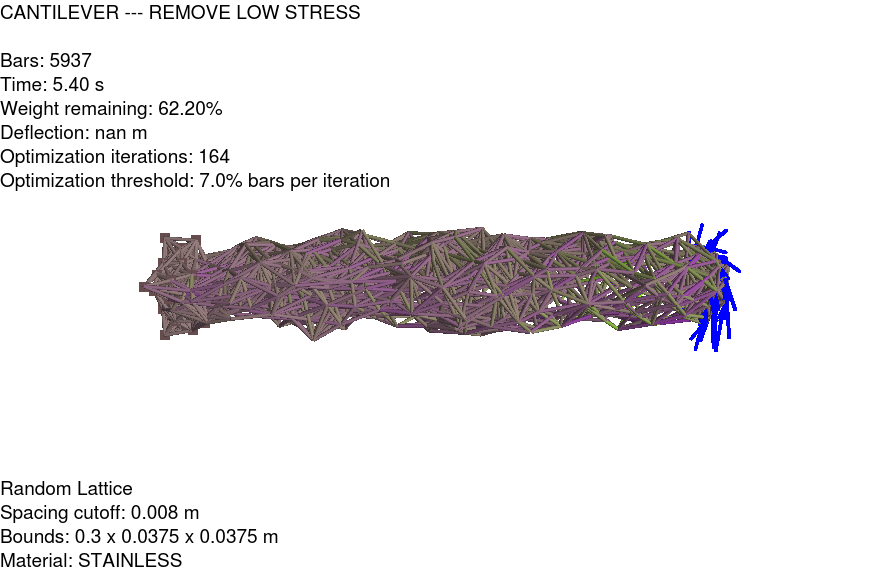 CANTILEVER --- REMOVE LOW STRESS
Bars: 5937
Time: 5.40 s
Weight remaining: 62.20%
Deflection: nan m
Optimization iterations: 164
Optimization threshold: 7.0% bars per iteration
Random Lattice
Spacing cutoff: 0.008 m
Bounds: 0.3 x 0.0375 x 0.0375 m
Material: STAINLESS